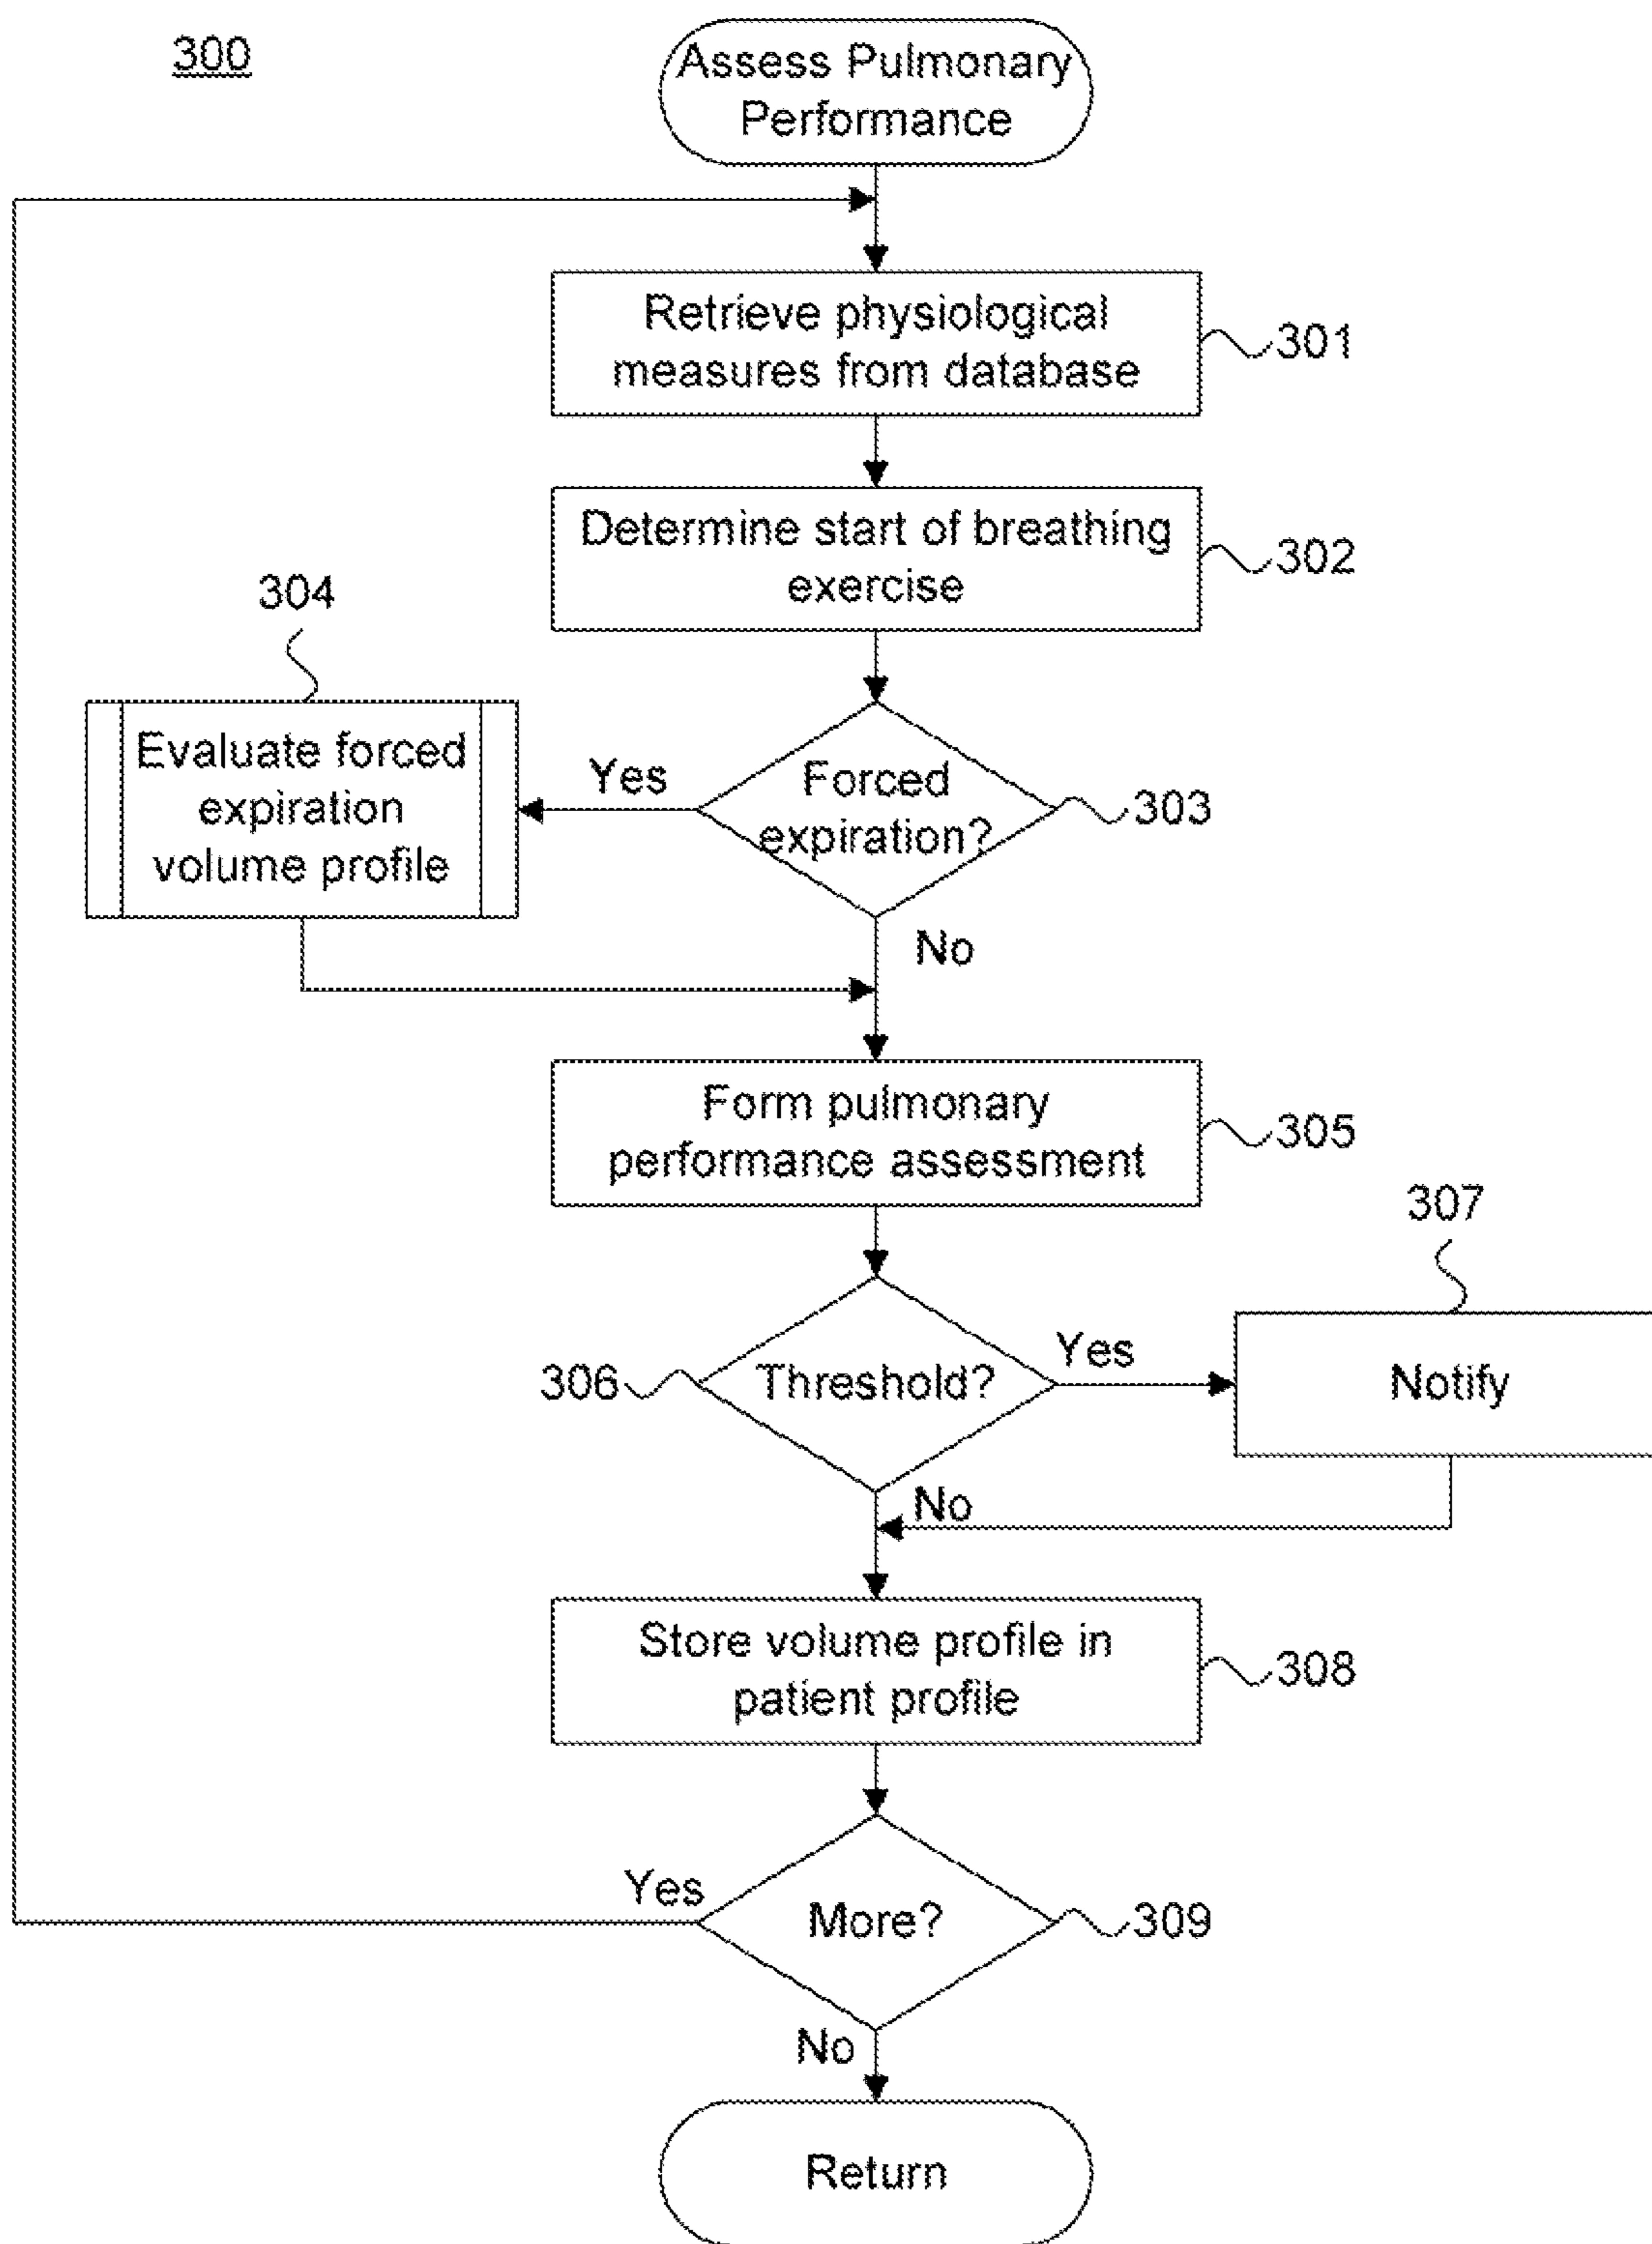 300
Assess Pulmonary
Performance
Retrieve physiological
measures from database
301
Determine start of breathing
exercise
302
304
Evaluate forced
expiration
volume profile
Yes
Forced
expiration?
303
No
Form pulmonary
performance assessment
305
307
306
Threshold?
Yes
Notify
No
Store volume profile in
patient profile
308
Yes
More?
309
No
Return